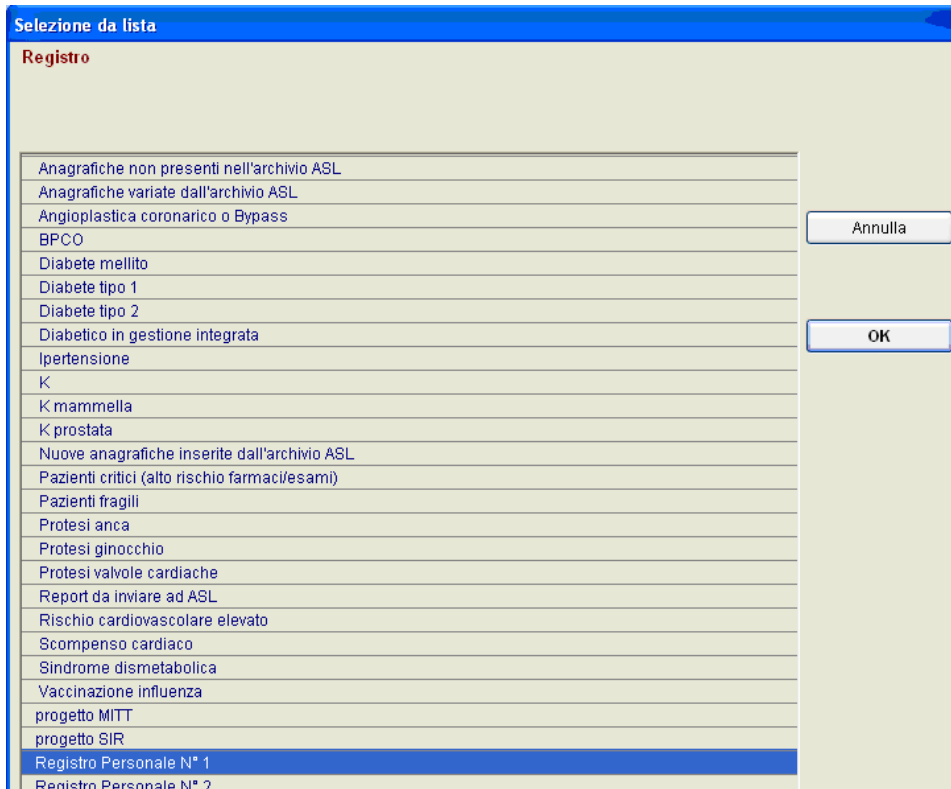 Selezione da lista
Registro
Anagrafiche non presenti nell'archivio ASL
Anagrafiche variate dall'archivio ASL
Angioplastica coronarico o Bypass
BPCO
Diabete mellito
Diabete tipo 1
Diabete tipo 2
Diabetico in gestione integrata
Ipertensione
K
K mammella
K prostata
Nuove anagrafiche inserite dall'archivio ASL
Pazienti critici (alto rischio farmaci/esami)
Pazienti fragili
Protesi anca
Protesi ginocchio
Protesi valvole cardiache
Report da inviare ad ASL
Rischio cardiovascolare elevato
Scompenso cardiaco
Sindrome dismetabolica
Vaccinazione influenza
progetto MITT
progetto SIR
Registro Personale N° 1
Registro Personale N° 2
Annulla
OK